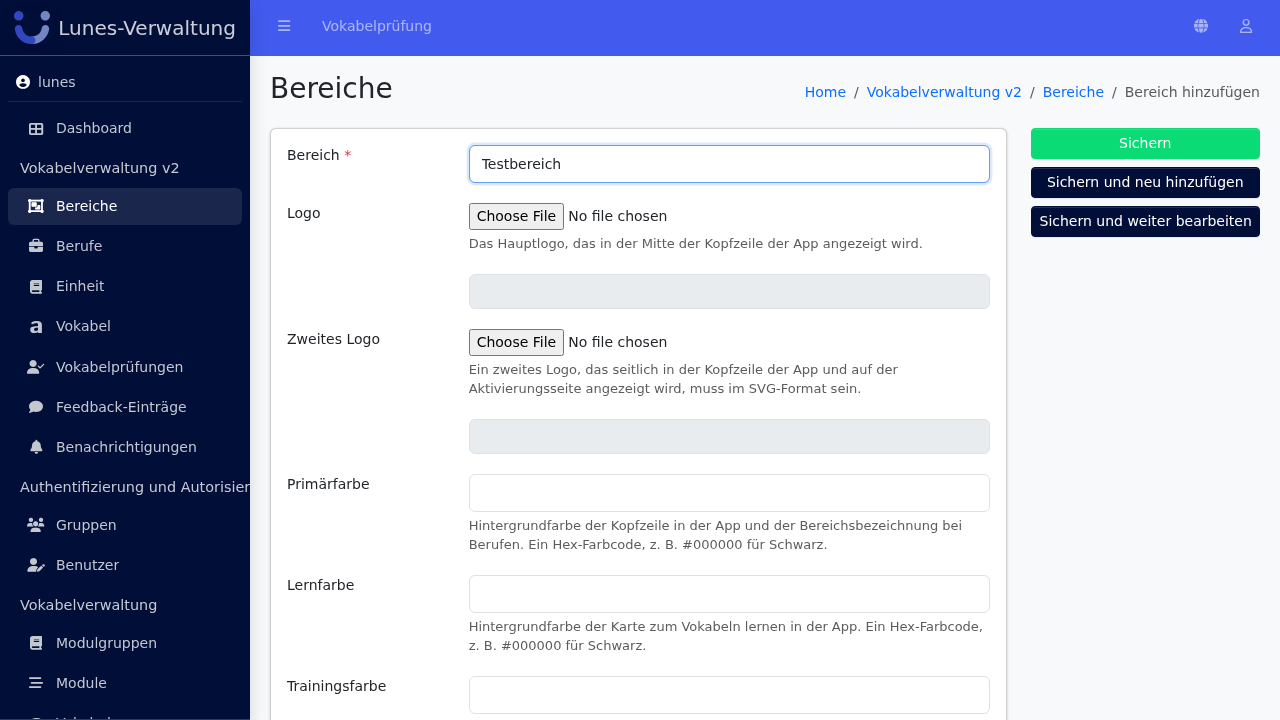 Lunes-Verwaltung
Vokabelprüfung
lunes
Dashboard
Vokabelverwaltung v2
Bereiche
Berufe
Einheit
Vokabel
Vokabelprüfungen
Feedback-Einträge
Benachrichtigungen
Authentifizierung und Autorisier
Gruppen
Benutzer
Vokabelverwaltung
Modulgruppen
Module
Bereiche
Home / Vokabelverwaltung v2 / Bereiche / Bereich hinzufügen
Bereich *
Testbereich
Logo
Choose File No file chosen
Das Hauptlogo, das in der Mitte der Kopfzeile der App angezeigt wird.
Zweites Logo
Choose File No file chosen
Ein zweites Logo, das seitlich in der Kopfzeile der App und auf der
Aktivierungsseite angezeigt wird, muss im SVG-Format sein.
Primärfarbe
Hintergrundfarbe der Kopfzeile in der App und der Bereichsbezeichnung bei
Berufen. Ein Hex-Farbcode, z. B. #000000 für Schwarz.
Lernfarbe
Hintergrundfarbe der Karte zum Vokabeln lernen in der App. Ein Hex-Farbcode,
z. B. #000000 für Schwarz.
Trainingsfarbe
Sichern
Sichern und neu hinzufügen
Sichern und weiter bearbeiten